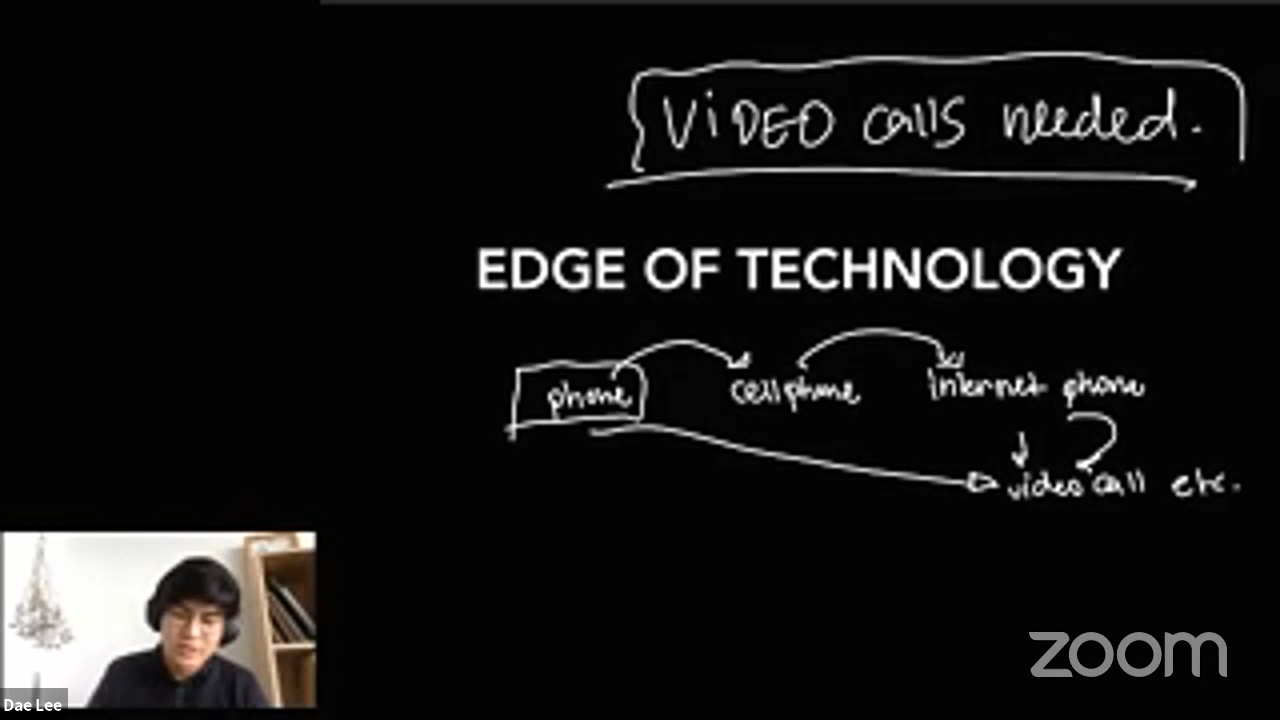 ViDEO calls needed.
EDGE OF TECHNOLOGY
phone cellphone internet phone
video call etc.
zoom
Dae Lee